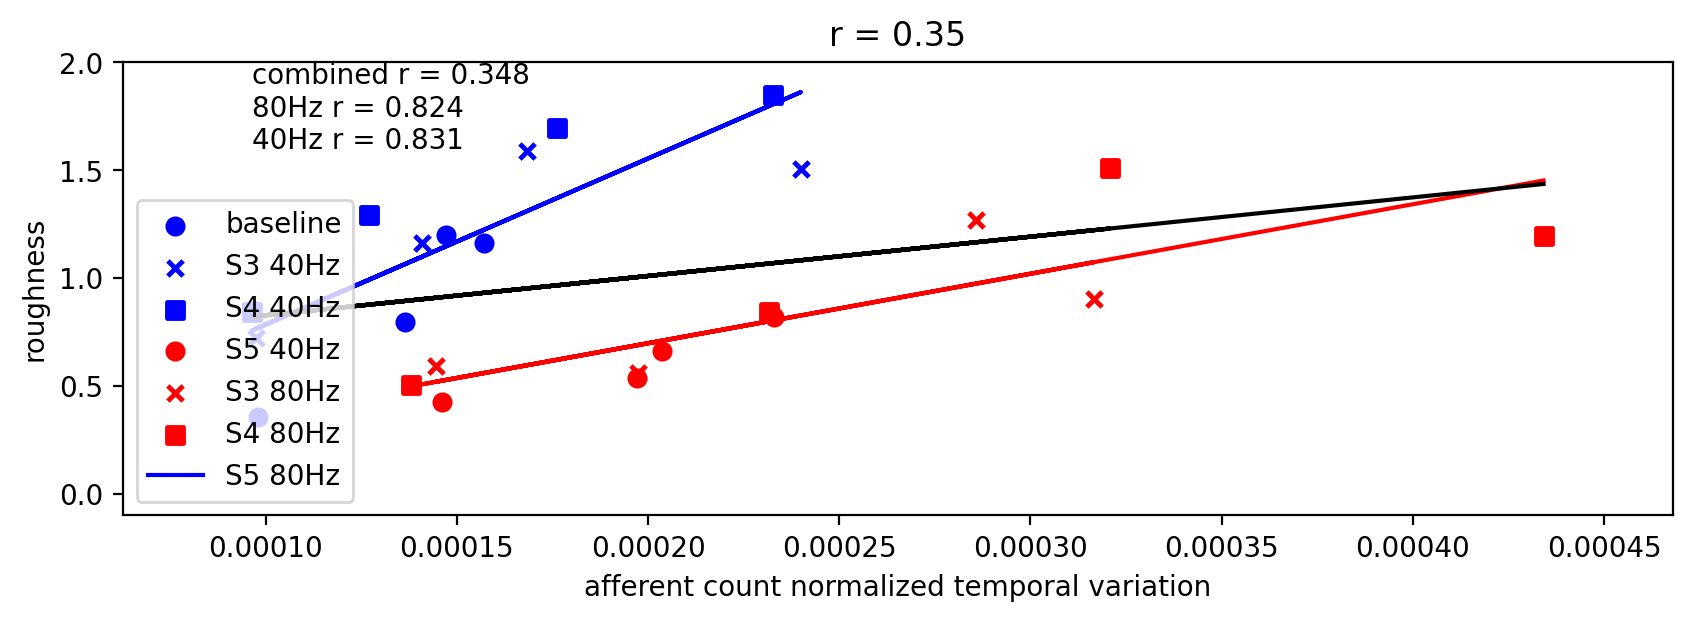 r = 0.35
combined r = 0.348
80Hz r = 0.824
40Hz r = 0.831
2.0
1.5
1.0
0.5
0.0
roughness
baseline
S3 40Hz
S4 40Hz
S5 40Hz
S3 80Hz
S4 80Hz
S5 80Hz
0.00010 0.00015 0.00020 0.00025 0.00030 0.00035 0.00040 0.00045
afferent count normalized temporal variation